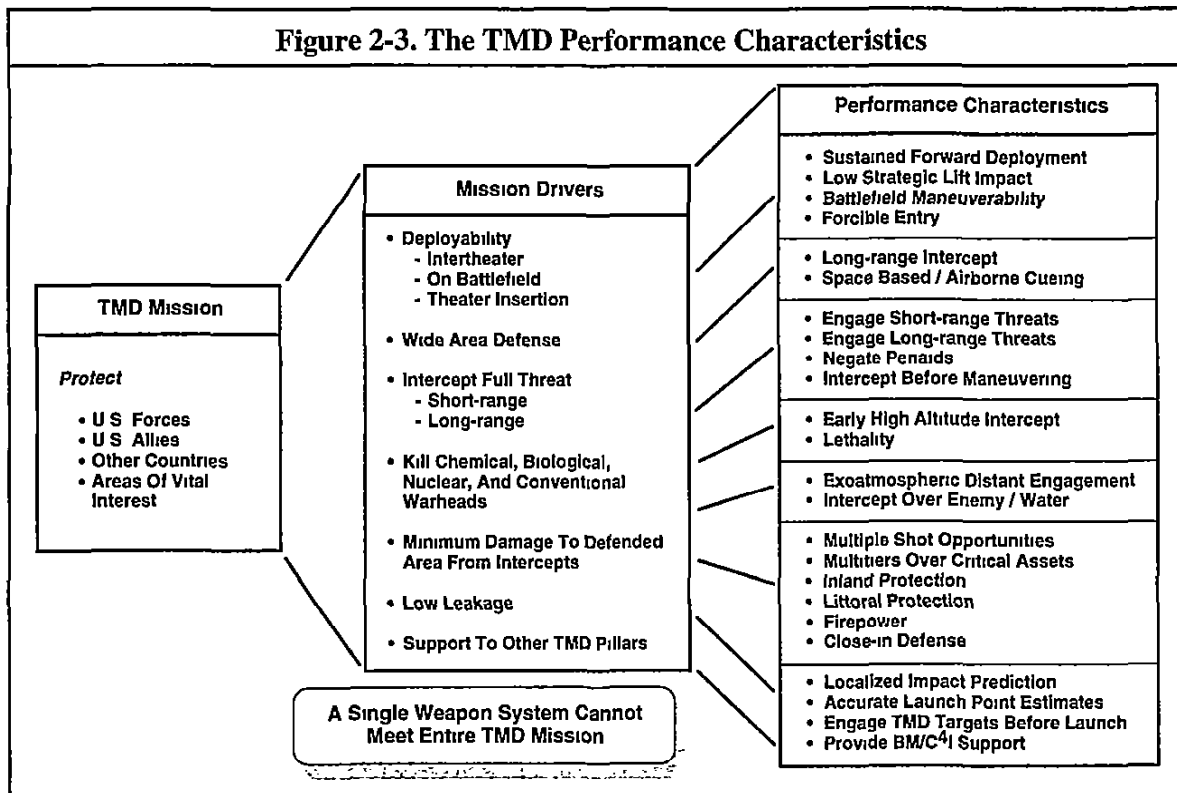 Figure 2-3. The TMD Performance Characteristics
TMD Mission
Protect
• U S Forces
• U S Allies
• Other Countries
• Areas Of Vital
Interest
Mission Drivers
• Deployability
- Intertheater
- On Battlefield
- Theater Insertion
• Wide Area Defense
• Intercept Full Threat
- Short-range
- Long-range
• Kill Chemical, Biological,
Nuclear, And Conventional
Warheads
• Minimum Damage To Defended
Area From Intercepts
• Low Leakage
• Support To Other TMD Pillars
A Single Weapon System Cannot
Meet Entire TMD Mission
Performance Characteristics
• Sustained Forward Deployment
• Low Strategic Lift Impact
• Battlefield Maneuverability
• Forcible Entry
• Long-range Intercept
• Space Based / Airborne Cueing
• Engage Short-range Threats
• Engage Long-range Threats
• Negate Penaids
• Intercept Before Maneuvering
• Early High Altitude Intercept
• Lethality
• Exoatmospheric Distant Engagement
• Intercept Over Enemy / Water
• Multiple Shot Opportunities
• Multitiers Over Critical Assets
• Inland Protection
• Littoral Protection
• Firepower
• Close-in Defense
• Localized Impact Prediction
• Accurate Launch Point Estimates
• Engage TMD Targets Before Launch
• Provide BM/C⁴I Support